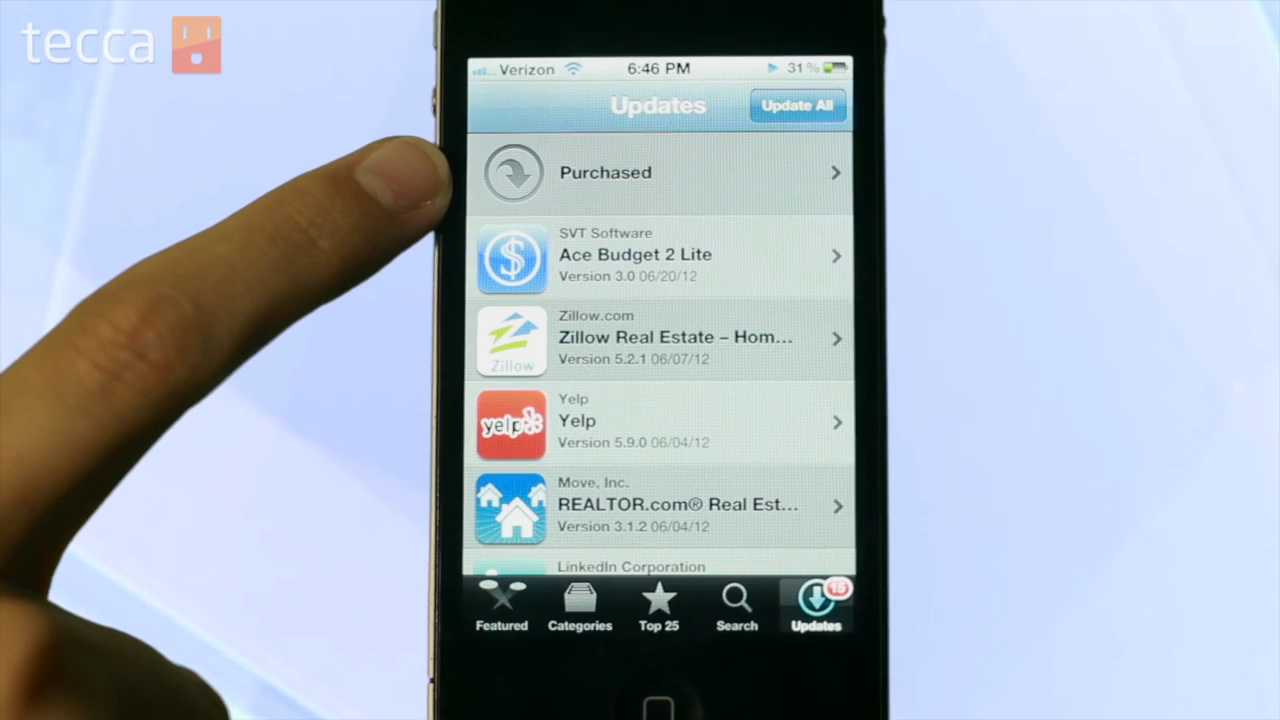 tecca
Verizon 6:46 PM 31%
Updates Update All
Purchased
SVT Software
Ace Budget 2 Lite
Version 3.0 06/20/12
Zillow.com
Zillow Real Estate – Hom...
Version 5.2.1 06/07/12
Zillow
Yelp
Yelp
Version 5.9.0 06/04/12
yelp
Move, Inc.
REALTOR.com® Real Est...
Version 3.1.2 06/04/12
LinkedIn Corporation
15
Featured Categories Top 25 Search Updates